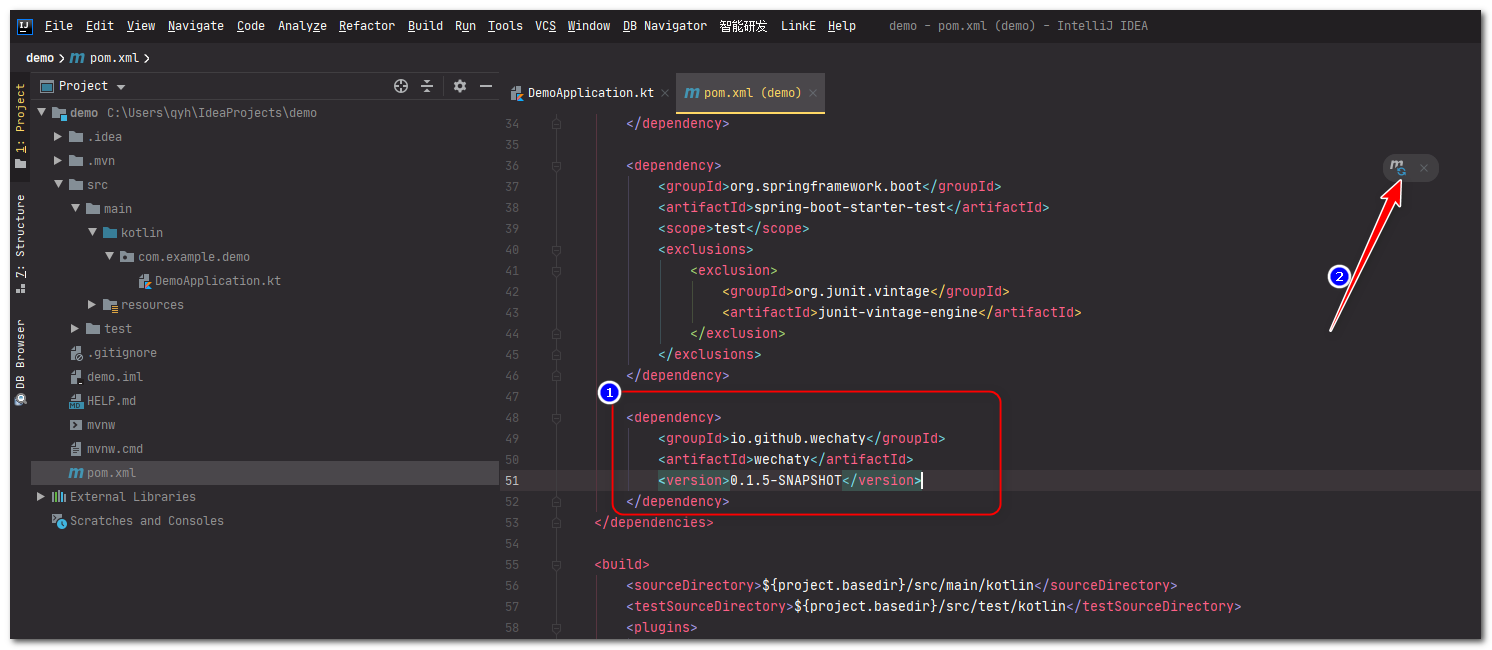 IJ File Edit View Navigate Code Analyze Refactor Build Run Tools VCS Window DB Navigator 智能研发 LinkE Help demo - pom.xml (demo) - IntelliJ IDEA
demo m pom.xml
1: Project
7: Structure
DB Browser
Project
demo C:\Users\qyh\IdeaProjects\demo
.idea
.mvn
src
main
kotlin
com.example.demo
DemoApplication.kt
resources
test
.gitignore
demo.iml
MD HELP.md
mvnw
mvnw.cmd
m pom.xml
External Libraries
Scratches and Consoles
DemoApplication.kt m pom.xml (demo)
34 </dependency>
35
36 <dependency>
37 <groupId>org.springframework.boot</groupId>
38 <artifactId>spring-boot-starter-test</artifactId>
39 <scope>test</scope>
40 <exclusions>
41 <exclusion>
42 <groupId>org.junit.vintage</groupId>
43 <artifactId>junit-vintage-engine</artifactId>
44 </exclusion>
45 </exclusions>
46 </dependency>
47
48 <dependency>
49 <groupId>io.github.wechaty</groupId>
50 <artifactId>wechaty</artifactId>
51 <version>0.1.5-SNAPSHOT</version>
52 </dependency>
53 </dependencies>
54
55 <build>
56 <sourceDirectory>${project.basedir}/src/main/kotlin</sourceDirectory>
57 <testSourceDirectory>${project.basedir}/src/test/kotlin</testSourceDirectory>
58 <plugins>
1
m
2